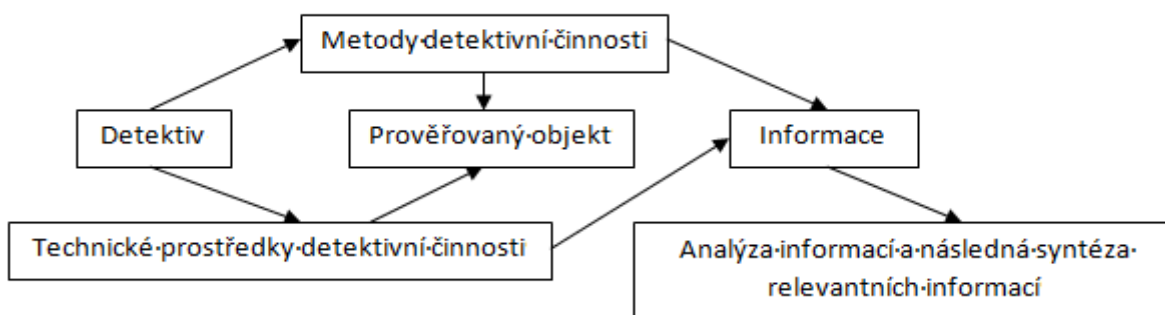 Metody·detektivní·činnosti
Detektiv
Prověřovaný·objekt
Informace
Technické·prostředky·detektivní·činnosti
Analýza·informací·a·následná·syntéza·
relevantních·informací